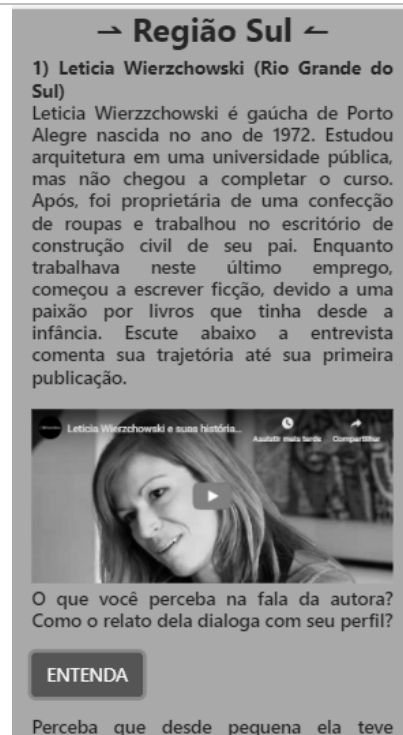 ⇀ Região Sul ↼
1) Leticia Wierzchowski (Rio Grande do
Sul)
Leticia Wierzzchowski é gaúcha de Porto
Alegre nascida no ano de 1972. Estudou
arquitetura em uma universidade pública,
mas não chegou a completar o curso.
Após, foi proprietária de uma confecção
de roupas e trabalhou no escritório de
construção civil de seu pai. Enquanto
trabalhava neste último emprego,
começou a escrever ficção, devido a uma
paixão por livros que tinha desde a
infância. Escute abaixo a entrevista
comenta sua trajetória até sua primeira
publicação.
Leticia Wierzchowski e suas história...
Assistir mais tarde
Compartilhar
O que você perceba na fala da autora?
Como o relato dela dialoga com seu perfil?
ENTENDA
Perceba que desde pequena ela teve